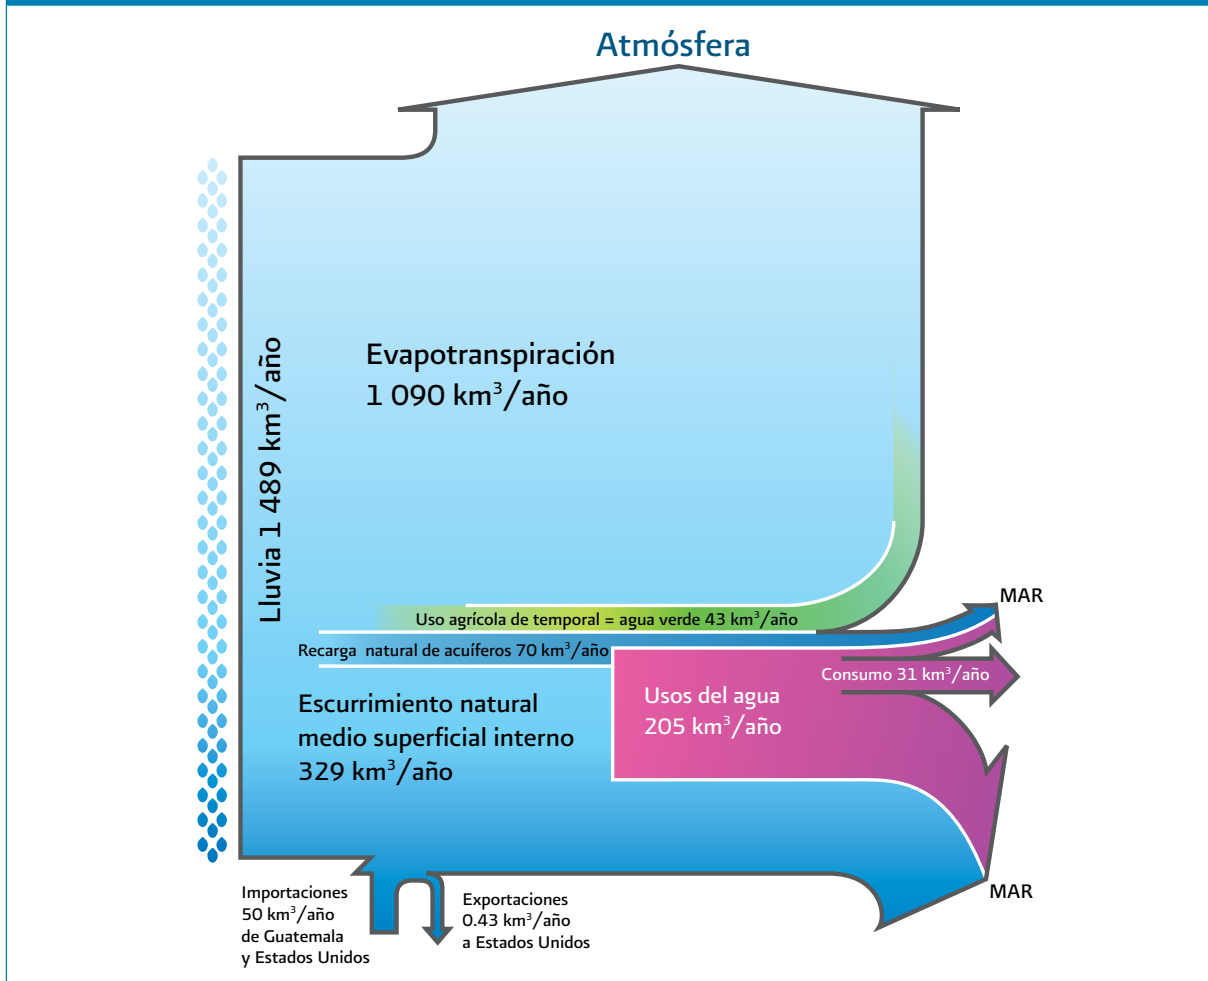 Atmósfera
Lluvia 1 489 km³/año
Evapotranspiración
1 090 km³/año
Uso agrícola de temporal = agua verde 43 km³/año
Recarga natural de acuíferos 70 km³/año
MAR
Consumo 31 km³/año
Usos del agua
205 km³/año
Escurrimiento natural
medio superficial interno
329 km³/año
MAR
Importaciones
50 km³/año
de Guatemala
y Estados Unidos
Exportaciones
0.43 km³/año
a Estados Unidos